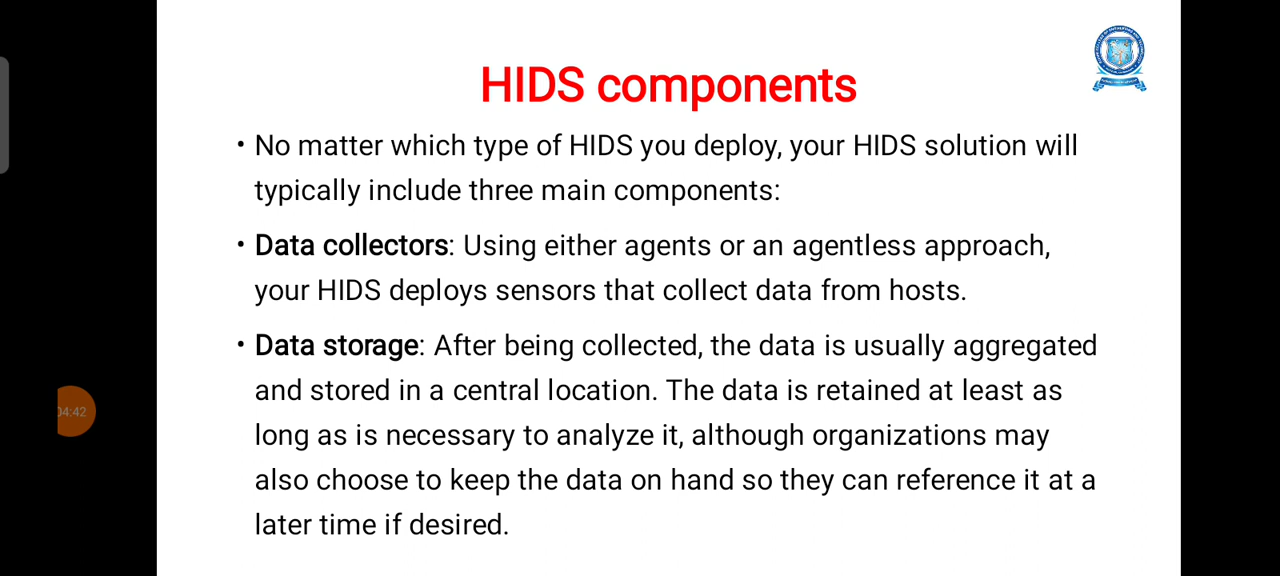 HIDS components
• No matter which type of HIDS you deploy, your HIDS solution will
typically include three main components:
• Data collectors: Using either agents or an agentless approach,
your HIDS deploys sensors that collect data from hosts.
• Data storage: After being collected, the data is usually aggregated
and stored in a central location. The data is retained at least as
long as is necessary to analyze it, although organizations may
also choose to keep the data on hand so they can reference it at a
later time if desired.
04:42